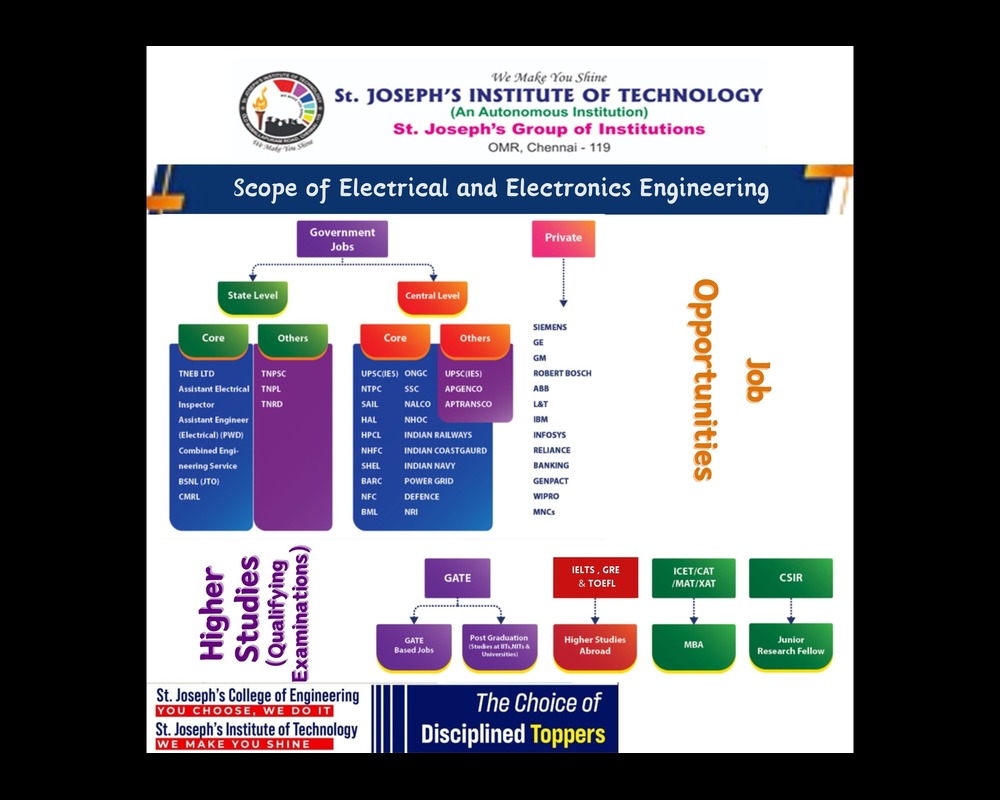 We Make You Shine
St. JOSEPH'S INSTITUTE OF TECHNOLOGY
(An Autonomous Institution)
St. Joseph's Group of Institutions
OMR, Chennai - 119
We Make You Shine
Scope of Electrical and Electronics Engineering
Government
Jobs
State Level
Central Level
Core
TNEB LTD
Assistant Electrical
Inspector
Assistant Engineer
(Electrical) (PWD)
Combined Engi-
neering Service
BSNL (JTO)
CMRL
Others
TNPSC
TNPL
TNRD
Core
UPSC(IES) ONGC
NTPC SSC
SAIL NALCO
HAL NHOC
HPCL INDIAN RAILWAYS
NHFC INDIAN COASTGAURD
SHEL INDIAN NAVY
BARC POWER GRID
NFC DEFENCE
BML NRI
Others
UPSC(IES)
APGENCO
APTRANSCO
Private
SIEMENS
GE
GM
ROBERT BOSCH
ABB
L&T
IBM
INFOSYS
RELIANCE
BANKING
GENPACT
WIPRO
MNCs
Job
Opportunities
Higher
Studies
(Qualifying
Examinations)
GATE
GATE
Based Jobs
Post Graduation
(Studies at IITs,NITs &
Universities)
IELTS , GRE
& TOEFL
Higher Studies
Abroad
ICET/CAT
/MAT/XAT
MBA
CSIR
Junior
Research Fellow
St. Joseph's College of Engineering
YOU CHOOSE, WE DO IT
St. Joseph's Institute of Technology
WE MAKE YOU SHINE
The Choice of
Disciplined Toppers